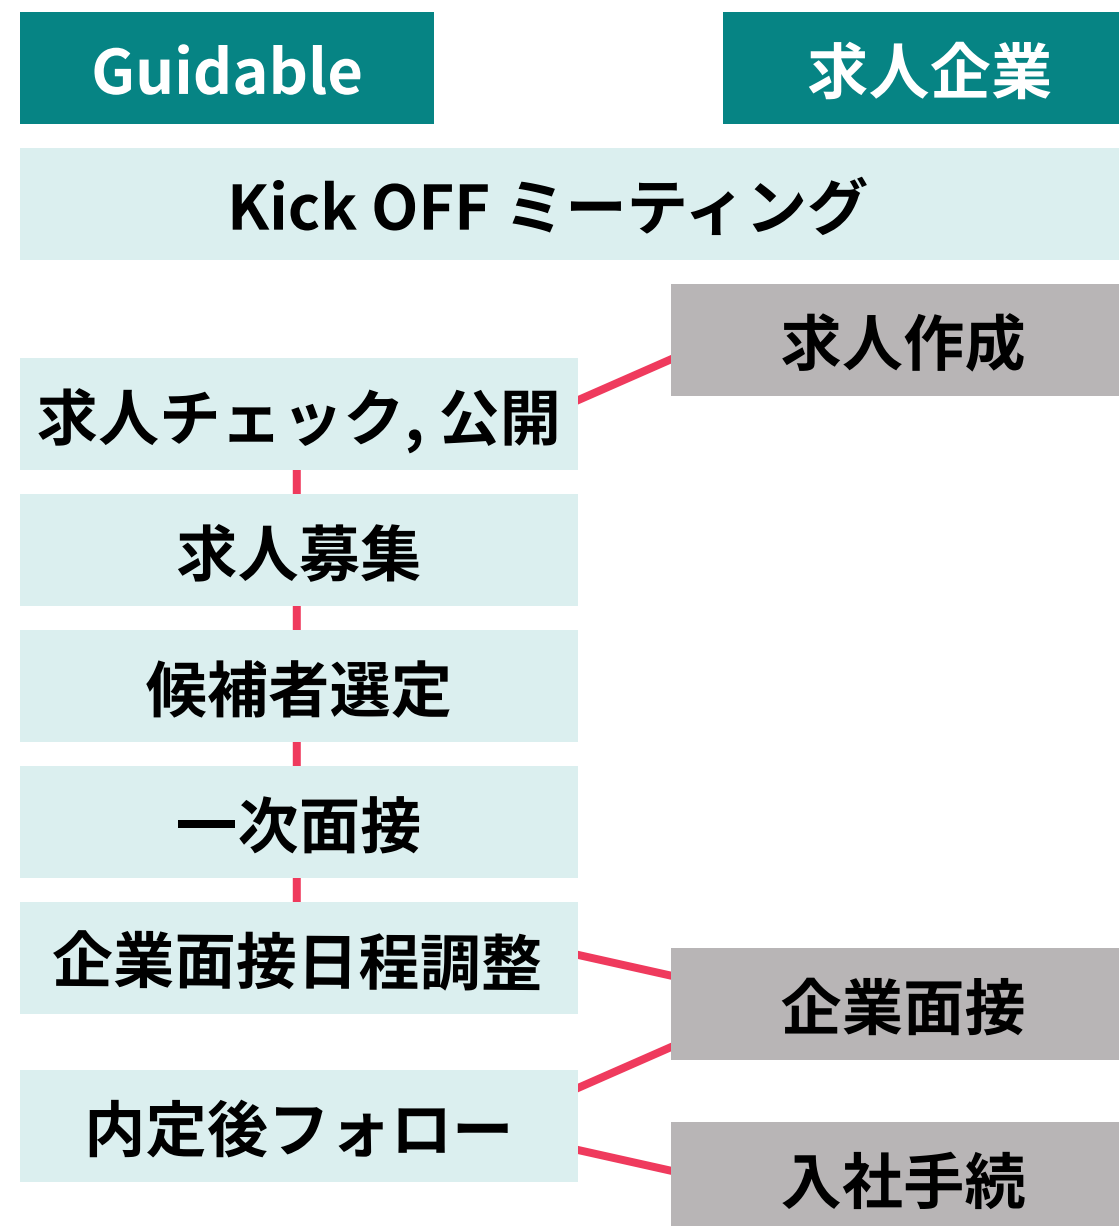 Guidable
求人企業
Kick OFF ミーティング
求人作成
求人チェック, 公開
求人募集
候補者選定
一次面接
企業面接日程調整
企業面接
内定後フォロー
入社手続